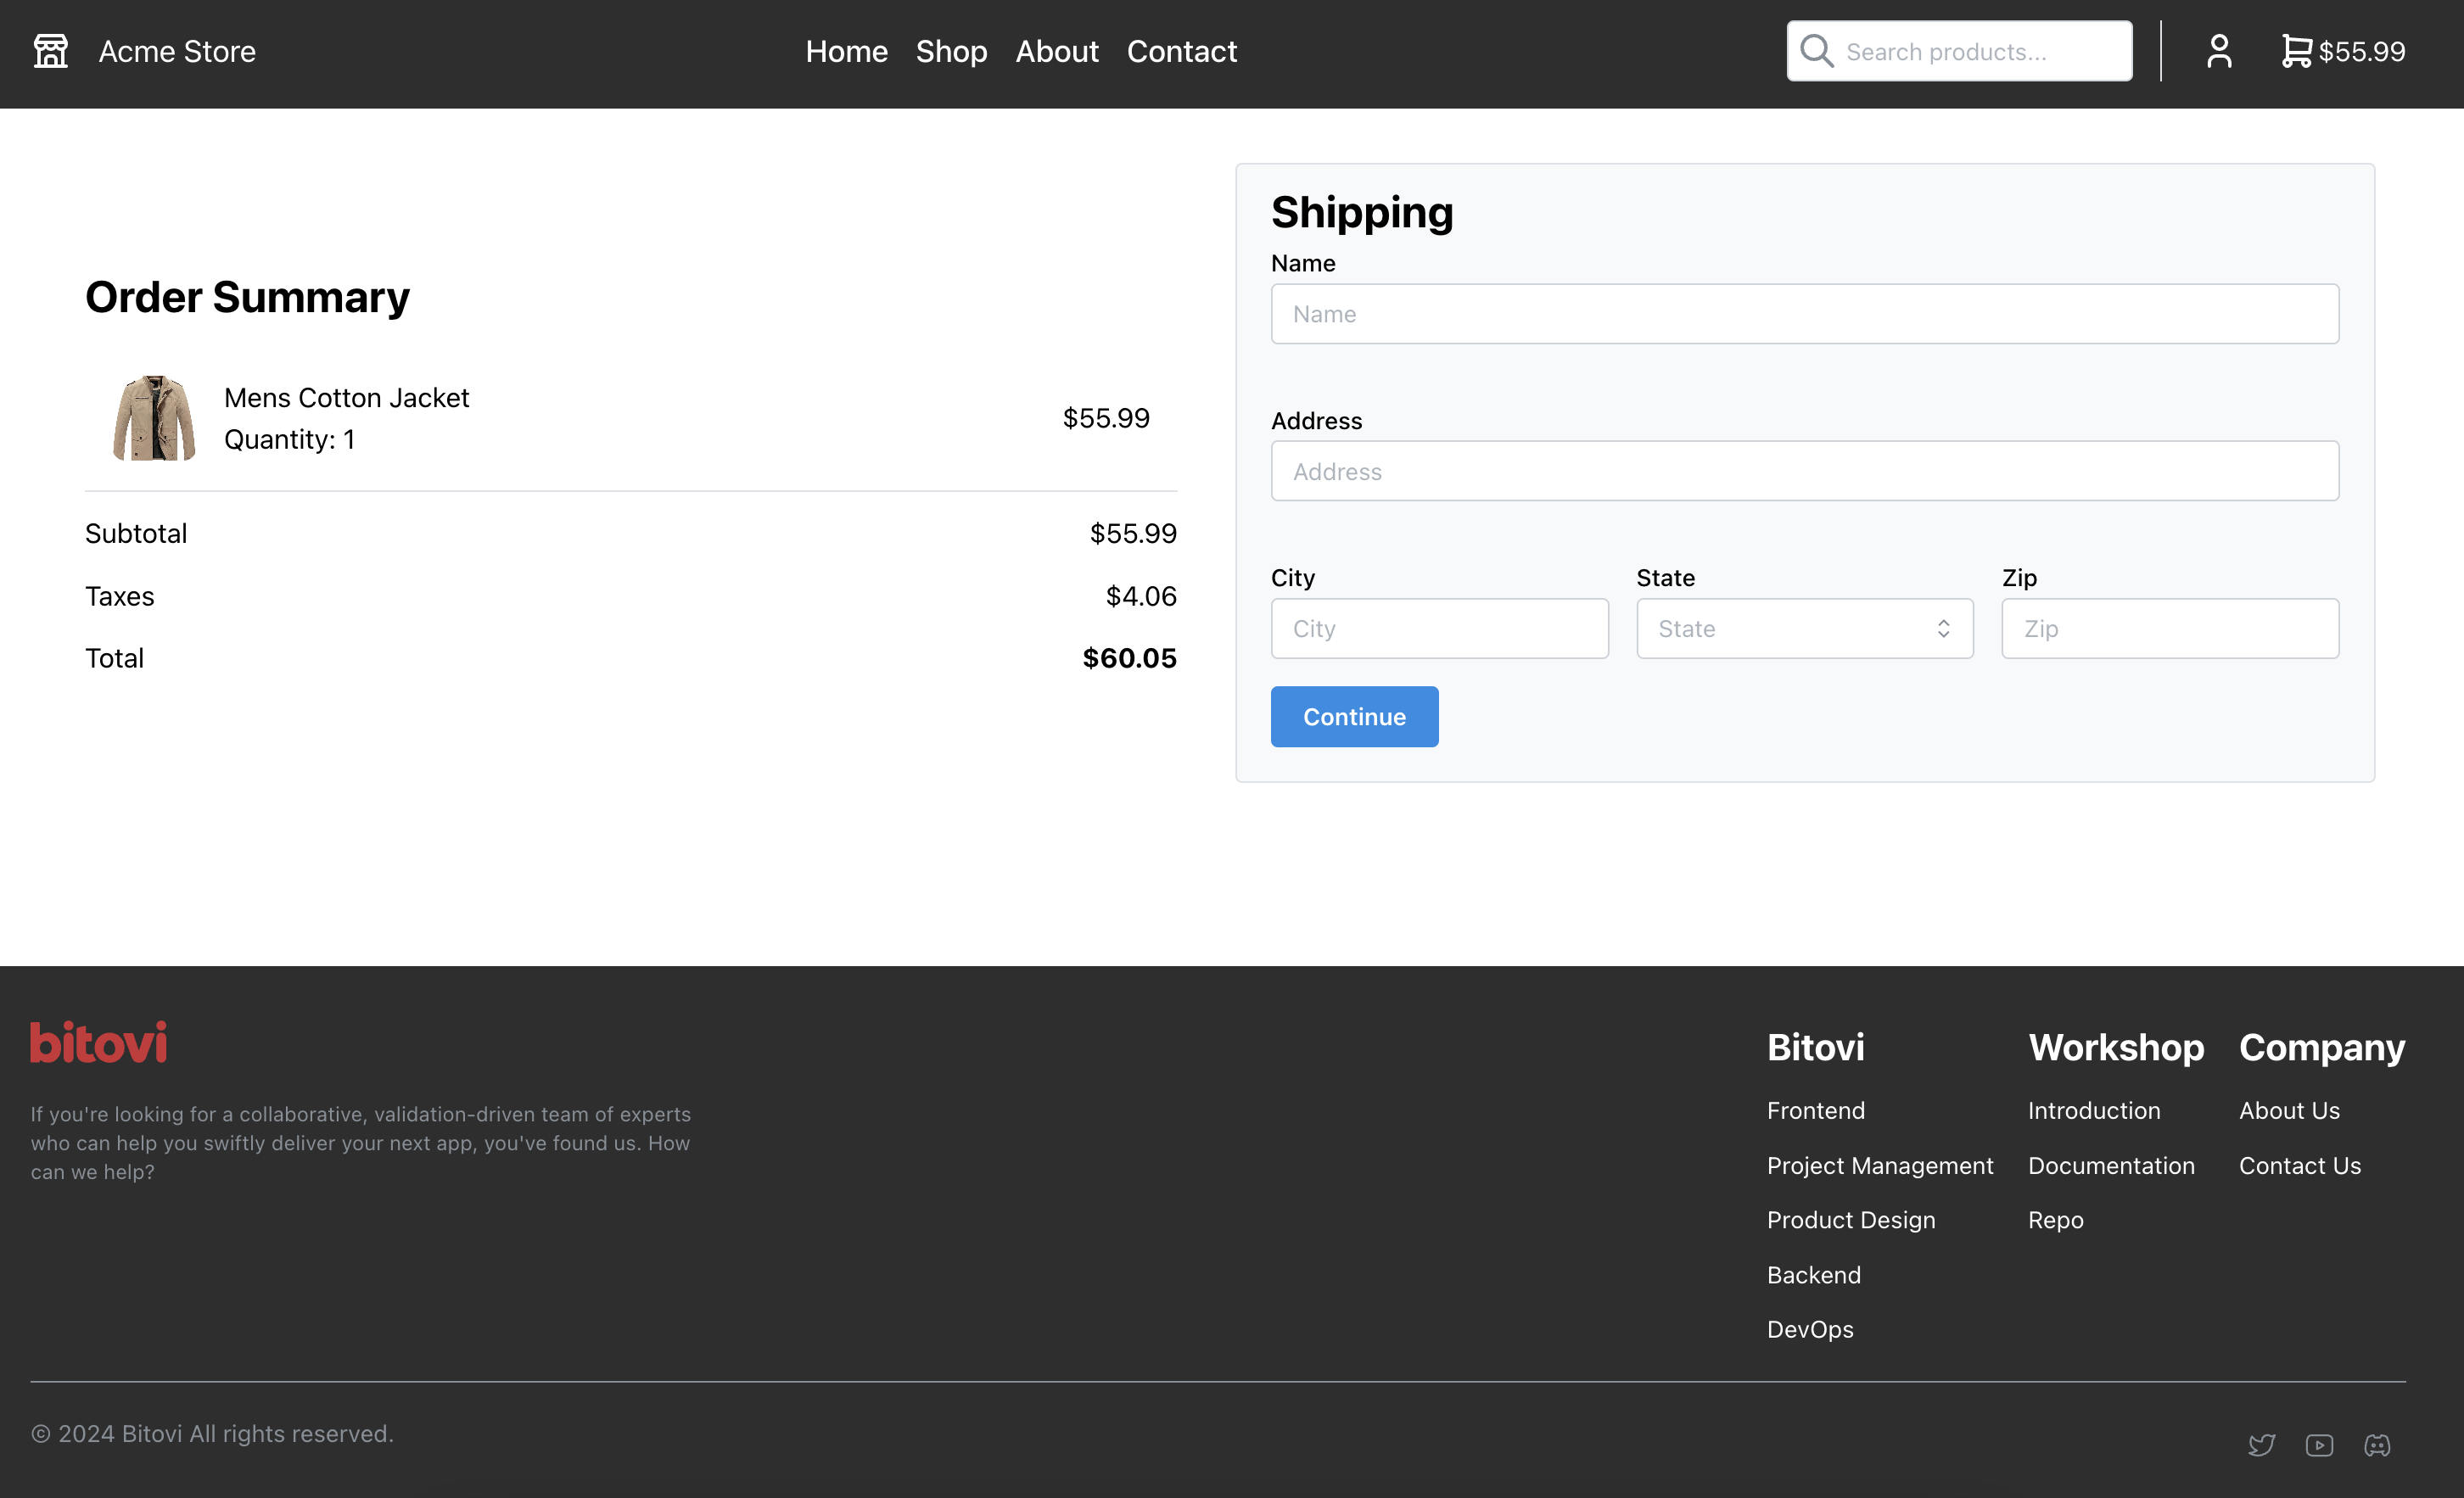 Acme Store
Home Shop About Contact
Search products...
$55.99
Order Summary
Mens Cotton Jacket
Quantity: 1
$55.99
Subtotal $55.99
Taxes $4.06
Total $60.05
Shipping
Name
Name
Address
Address
City State Zip
City State Zip
Continue
bitovi
If you're looking for a collaborative, validation-driven team of experts
who can help you swiftly deliver your next app, you've found us. How
can we help?
Bitovi
Frontend
Project Management
Product Design
Backend
DevOps
Workshop
Introduction
Documentation
Repo
Company
About Us
Contact Us
© 2024 Bitovi All rights reserved.